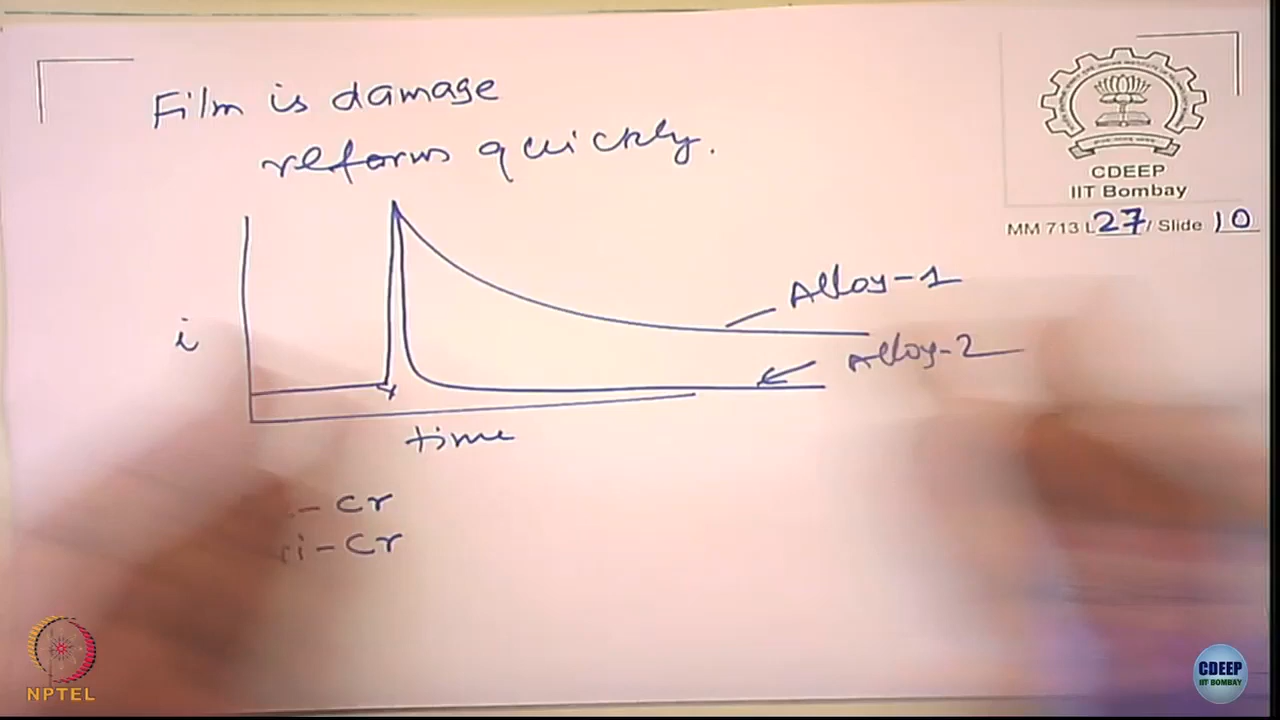 Film is damage
reforms quickly.
CDEEP
IIT Bombay
MM 713 L27/ Slide 10
Alloy-1
i
Alloy-2
time
- Cr
i - Cr
NPTEL
CDEEP
IIT BOMBAY